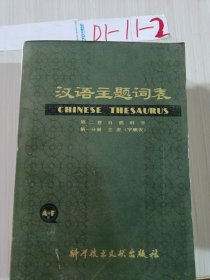 D1-11-2
汉语主题词表
CHINESE THESAURUS
第二卷 自然科学
第一分册 主表(字顺表)
A-F
科学技术文献出版社